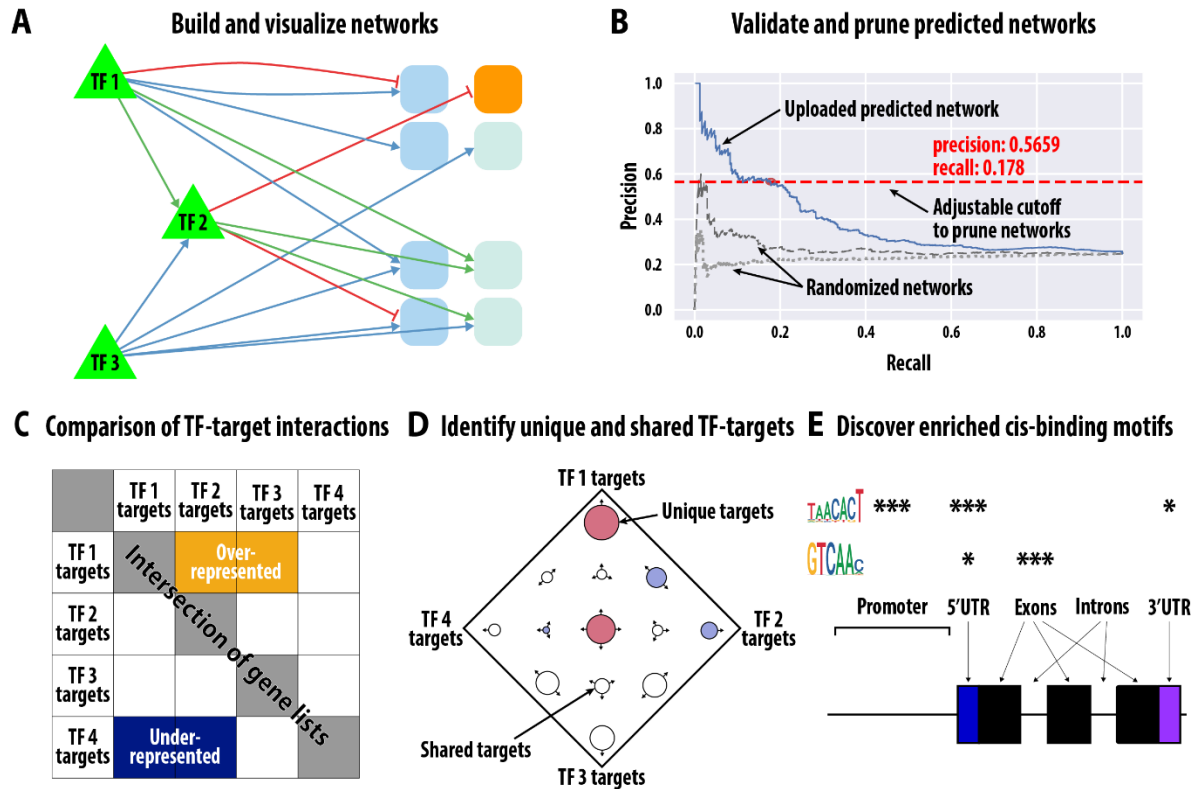 A Build and visualize networks
TF 1
TF 2
TF 3
B Validate and prune predicted networks
Precision
1.0
0.8
0.6
0.4
0.2
0.0
Uploaded predicted network
precision: 0.5659
recall: 0.178
Adjustable cutoff
to prune networks
Randomized networks
0.0 0.2 0.4 0.6 0.8 1.0
Recall
C Comparison of TF-target interactions
TF 1 targets
TF 2 targets
TF 3 targets
TF 4 targets
TF 1 targets
Over-
represented
TF 2 targets
TF 3 targets
TF 4 targets
Under-
represented
Intersection of gene lists
D Identify unique and shared TF-targets
TF 1 targets
Unique targets
TF 4
targets
TF 2
targets
Shared targets
TF 3 targets
E Discover enriched cis-binding motifs
TAACACT *** *** *
GTCAAC * ***
Promoter 5'UTR Exons Introns 3'UTR